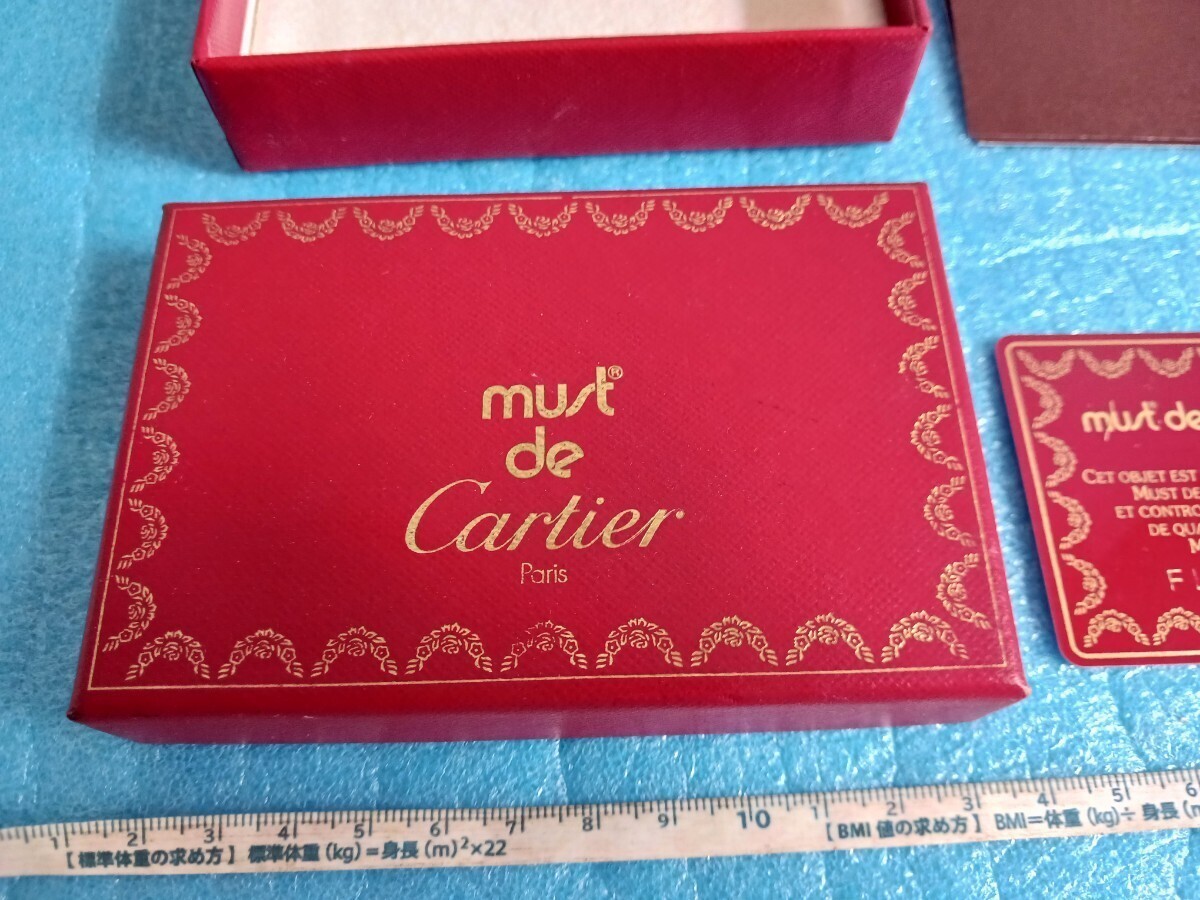 must®
de
Cartier
Paris
must de
CET OBJET EST
MUST DE
ET CONTRO
DE QUA
M
F
1 2 3 4 5 6 7 8 9 10 1 2 3 4 5 6
【標準体重の求め方】 標準体重(kg)=身長(m)²×22
【BMI値の求め方】 BMI=体重(kg)÷身長(